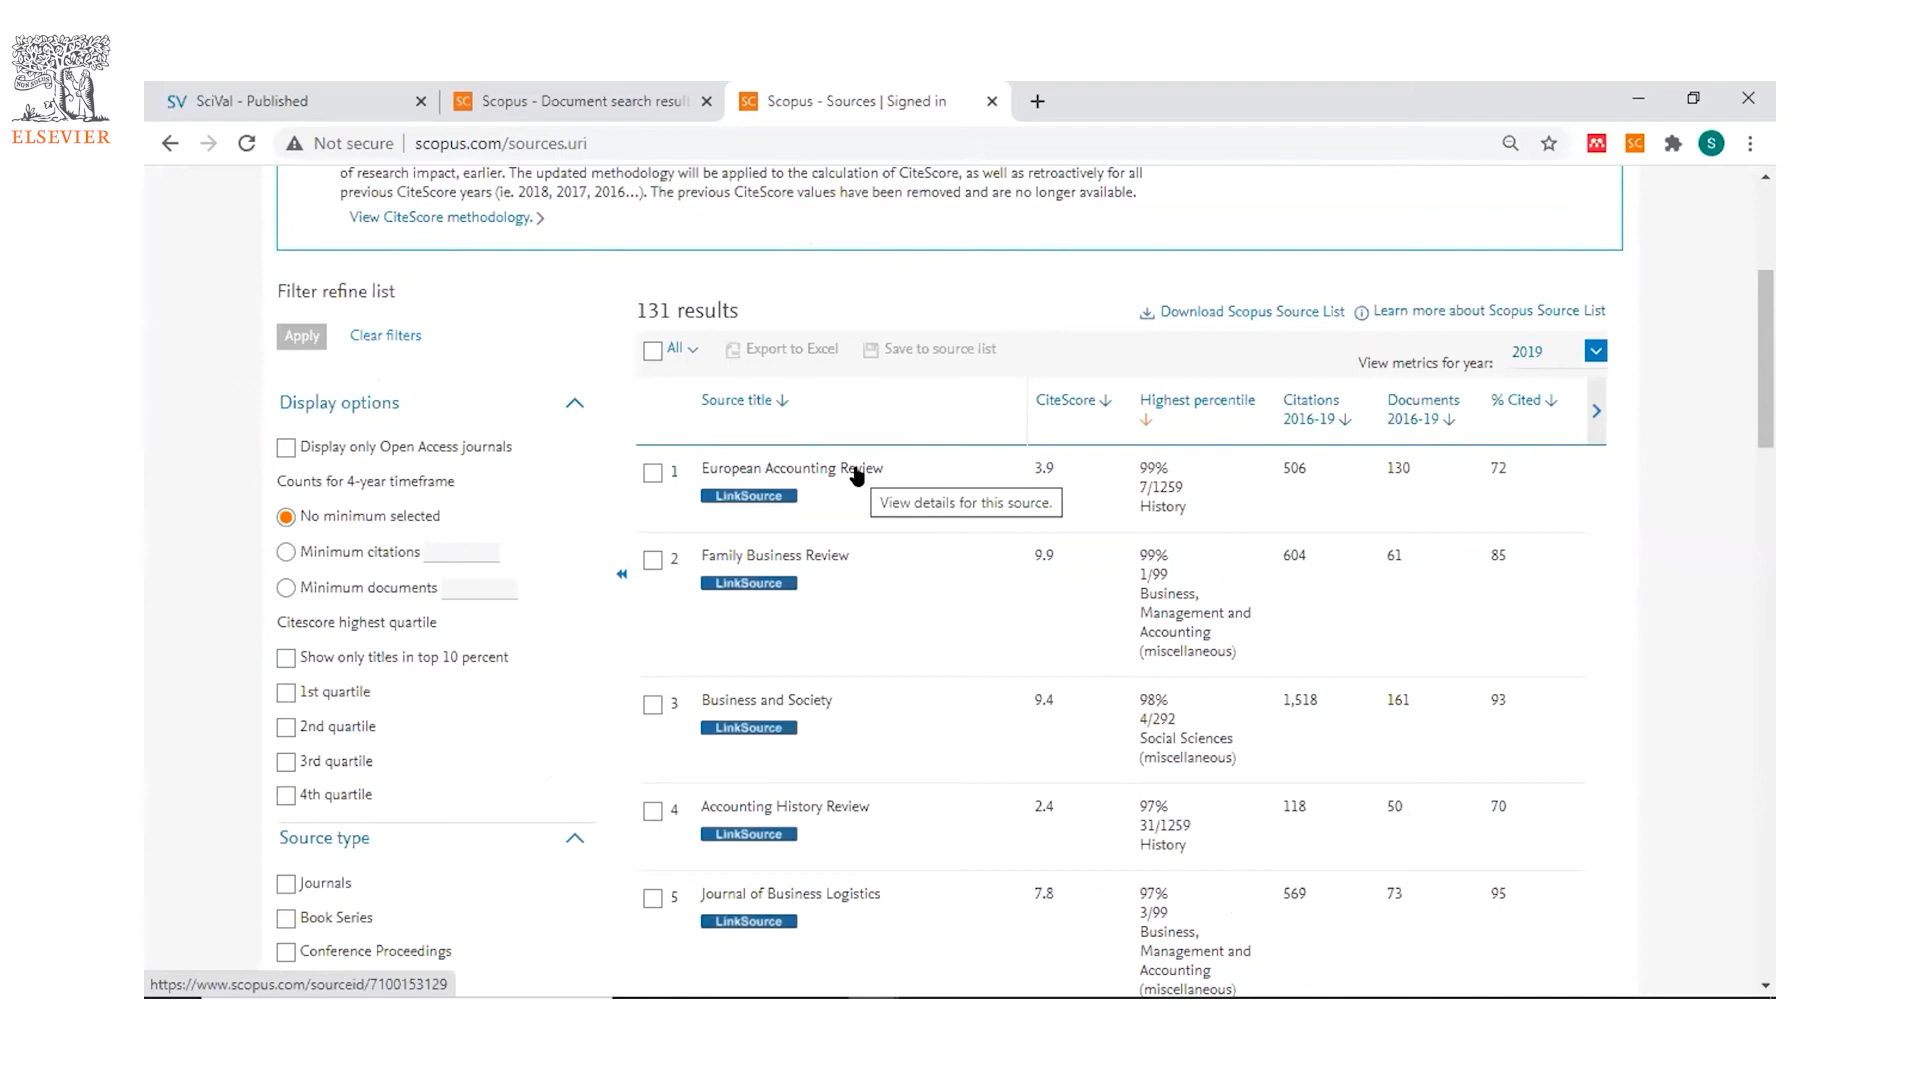 NON SOLUS
ELSEVIER
SV SciVal - Published
SC Scopus - Document search result
SC Scopus - Sources | Signed in
Not secure | scopus.com/sources.uri
SC
S
of research impact, earlier. The updated methodology will be applied to the calculation of CiteScore, as well as retroactively for all
previous CiteScore years (ie. 2018, 2017, 2016...). The previous CiteScore values have been removed and are no longer available.
View CiteScore methodology. >
Filter refine list
Apply Clear filters
Display options
Display only Open Access journals
Counts for 4-year timeframe
No minimum selected
Minimum citations
Minimum documents
Citescore highest quartile
Show only titles in top 10 percent
1st quartile
2nd quartile
3rd quartile
4th quartile
Source type
Journals
Book Series
Conference Proceedings
131 results
Download Scopus Source List Learn more about Scopus Source List
All Export to Excel Save to source list
View metrics for year: 2019
Source title CiteScore Highest percentile Citations 2016-19 Documents 2016-19 % Cited
1 European Accounting Review 3.9 99% 506 130 72
7/1259
History
LinkSource
View details for this source.
2 Family Business Review 9.9 99% 604 61 85
1/99
Business,
Management and
Accounting
(miscellaneous)
LinkSource
3 Business and Society 9.4 98% 1,518 161 93
4/292
Social Sciences
(miscellaneous)
LinkSource
4 Accounting History Review 2.4 97% 118 50 70
31/1259
History
LinkSource
5 Journal of Business Logistics 7.8 97% 569 73 95
3/99
Business,
Management and
Accounting
(miscellaneous)
LinkSource
https://www.scopus.com/sourceid/7100153129